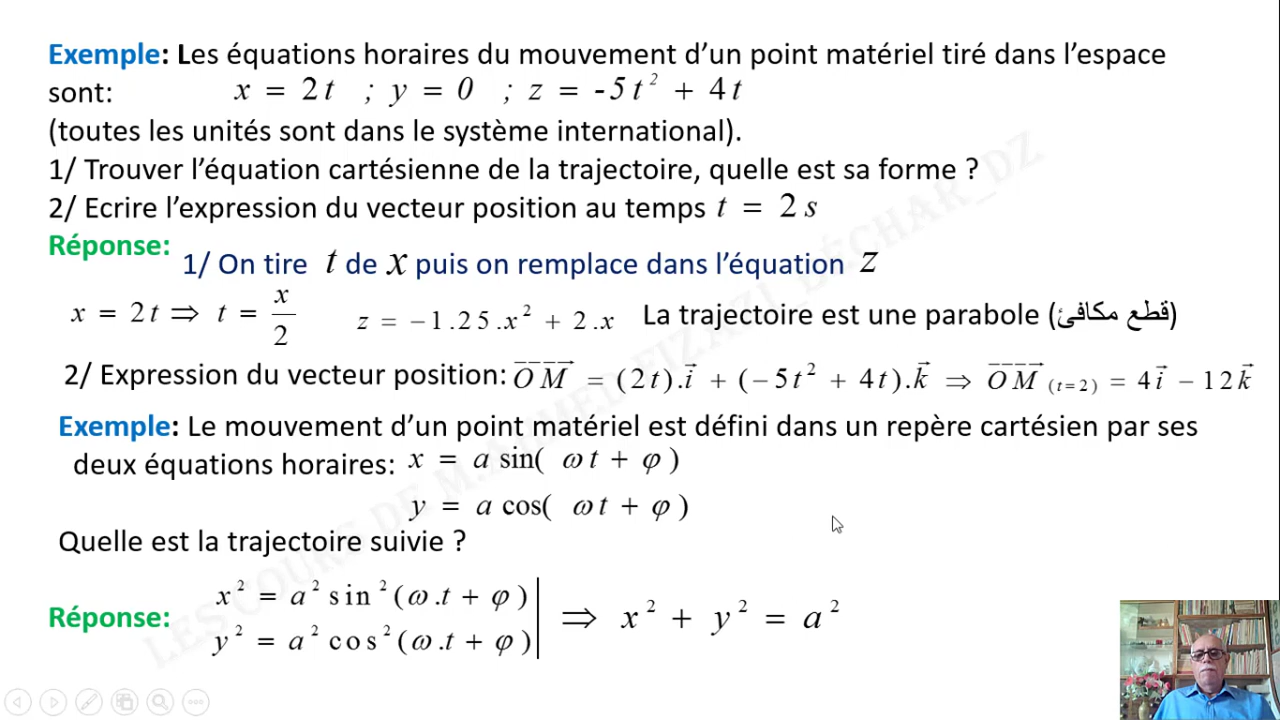 Exemple: Les équations horaires du mouvement d’un point matériel tiré dans l’espace
sont: x = 2t ; y = 0 ; z = -5t² + 4t
(toutes les unités sont dans le système international).
1/ Trouver l’équation cartésienne de la trajectoire, quelle est sa forme ?
2/ Ecrire l’expression du vecteur position au temps t = 2s
Réponse: 1/ On tire t de x puis on remplace dans l’équation z
x = 2t ⇒ t = x/2 z = −1.25.x² + 2.x La trajectoire est une parabole (قطع مكافئ)
2/ Expression du vecteur position: OM⃗ = (2t).i⃗ + (−5t² + 4t).k⃗ ⇒ OM⃗ (t=2) = 4i⃗ − 12k⃗
Exemple: Le mouvement d’un point matériel est défini dans un repère cartésien par ses
deux équations horaires: x = a sin( ωt + φ )
y = a cos( ωt + φ )
Quelle est la trajectoire suivie ?
x² = a² sin²(ω.t + φ)
Réponse: ⇒ x² + y² = a²
y² = a² cos²(ω.t + φ)
LES COURS DE M.AHMED FIZAZI_BECHAR_DZ